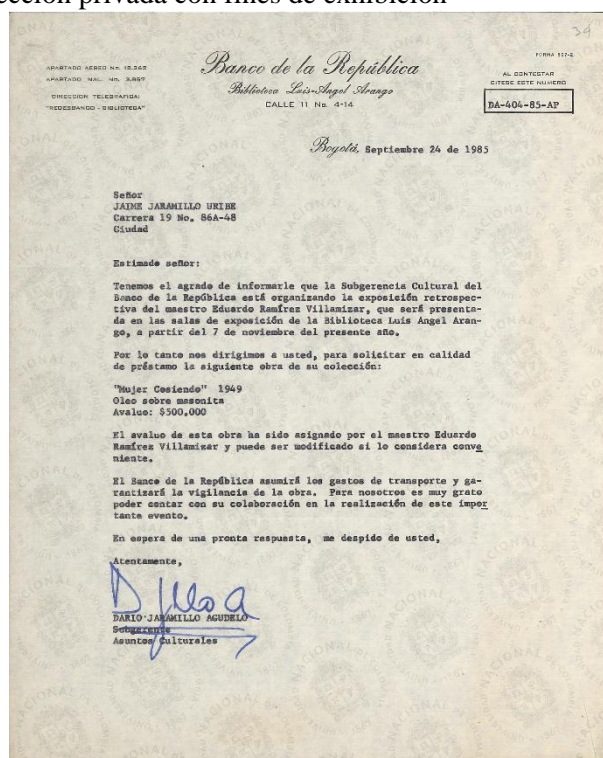 cción privada con fines de exhibición
34
FORMA 507-2
APARTADO AEREO No. 12.362
APARTADO NAL. No. 3.857
DIRECCION TELEGRAFICA:
"REDESBANCO - BIBLIOTECA"
Banco de la República
Biblioteca Luis-Angel Arango
CALLE 11 No. 4-14
AL CONTESTAR
CITESE ESTE NUMERO
DA-404-85-AP
Bogotá, Septiembre 24 de 1985
Señor
JAIME JARAMILLO URIBE
Carrera 19 No. 86A-48
Ciudad
Estimado señor:
Tenemos el agrado de informarle que la Subgerencia Cultural del
Banco de la República está organizando la exposición retrospec-
tiva del maestro Eduardo Ramírez Villamizar, que será presenta-
da en las salas de exposición de la Biblioteca Luis Angel Aran-
go, a partir del 7 de noviembre del presente año.
Por lo tanto nos dirigimos a usted, para solicitar en calidad
de préstamo la siguiente obra de su colección:
"Mujer Cosiendo" 1949
Oleo sobre masonita
Avaluo: $500.000
El avaluo de esta obra ha sido asignado por el maestro Eduardo
Ramírez Villamizar y puede ser modificado si lo considera conve
niente.
El Banco de la República asumirá los gastos de transporte y ga-
rantizará la vigilancia de la obra. Para nosotros es muy grato
poder contar con su colaboración en la realización de este impor
tante evento.
En espera de una pronta respuesta, me despido de usted,
Atentamente,
DARIO JARAMILLO AGUDELO
Subgerente
Asuntos Culturales